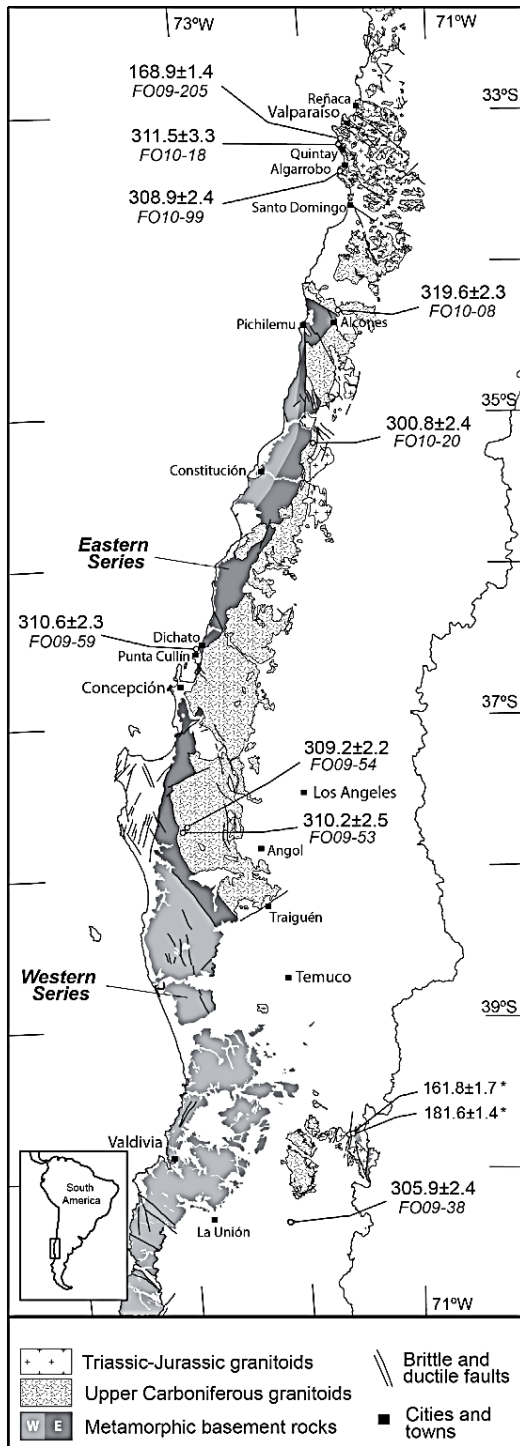 73ºW
71ºW
168.9±1.4
FO09-205
Reñaca
Valparaíso
33ºS
311.5±3.3
FO10-18
Quintay
Algarrobo
308.9±2.4
FO10-99
Santo Domingo
319.6±2.3
FO10-08
Pichilemu
Alcones
35ºS
300.8±2.4
FO10-20
Constitución
Eastern
Series
310.6±2.3
FO09-59
Dichato
Punta Cullín
Concepción
37ºS
309.2±2.2
FO09-54
Los Angeles
310.2±2.5
FO09-53
Angol
Traiguén
Western
Series
Temuco
39ºS
161.8±1.7*
181.6±1.4*
Valdivia
South
America
305.9±2.4
FO09-38
La Unión
71ºW
Triassic-Jurassic granitoids
Upper Carboniferous granitoids
W E Metamorphic basement rocks
Brittle and
ductile faults
Cities and
towns